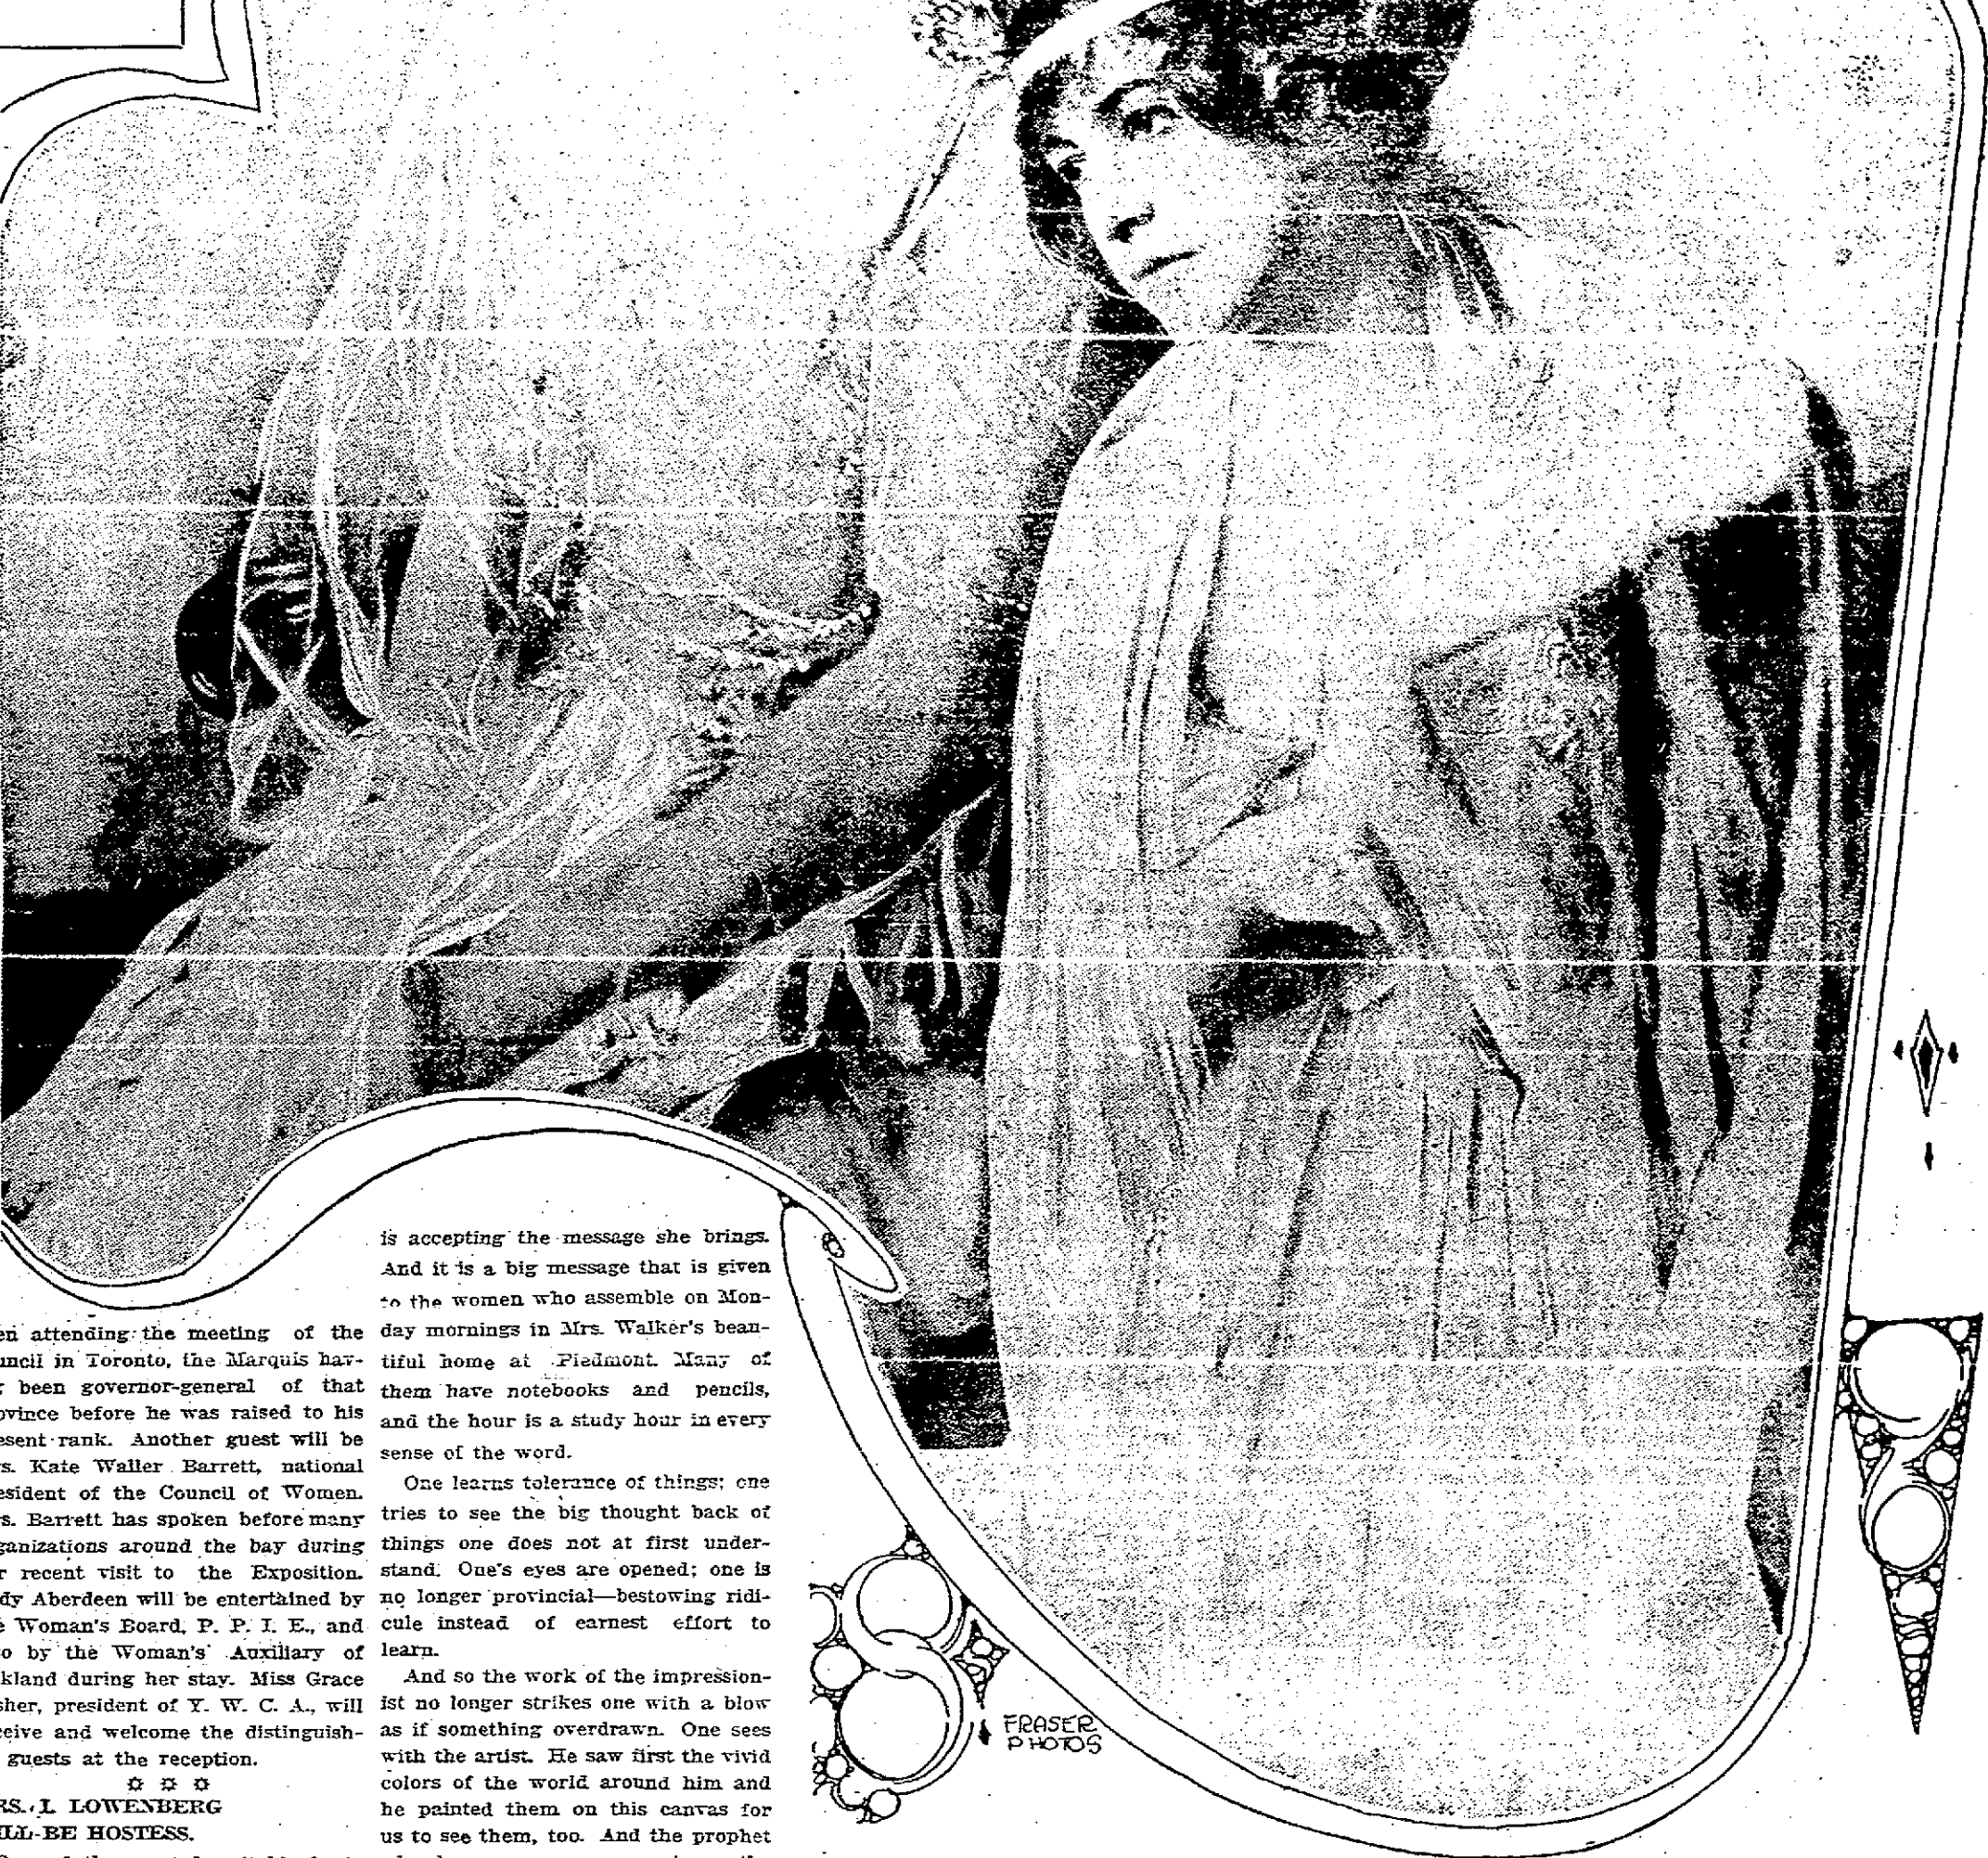 en attending the meeting of the
uncil in Toronto, the Marquis hav-
g been governor-general of that
ovince before he was raised to his
esent rank. Another guest will be
s. Kate Waller Barrett, national
esident of the Council of Women.
s. Barrett has spoken before many
ganizations around the bay during
r recent visit to the Exposition.
dy Aberdeen will be entertained by
e Woman's Board, P. P. I. E., and
o by the Woman's Auxiliary of
kland during her stay. Miss Grace
sher, president of Y. W. C. A., will
ceive and welcome the distinguish-
guests at the reception.
RS. I. LOWENBERG
ILL BE HOSTESS.
is accepting the message she brings.
And it is a big message that is given
to the women who assemble on Mon-
day mornings in Mrs. Walker's beau-
tiful home at Piedmont. Many of
them have notebooks and pencils,
and the hour is a study hour in every
sense of the word.
One learns tolerance of things; one
tries to see the big thought back of
things one does not at first under-
stand. One's eyes are opened; one is
no longer provincial—bestowing ridi-
cule instead of earnest effort to
learn.
And so the work of the impression-
ist no longer strikes one with a blow
as if something overdrawn. One sees
with the artist. He saw first the vivid
colors of the world around him and
he painted them on this canvas for
us to see them, too. And the prophet
FRASER
PHOTOS